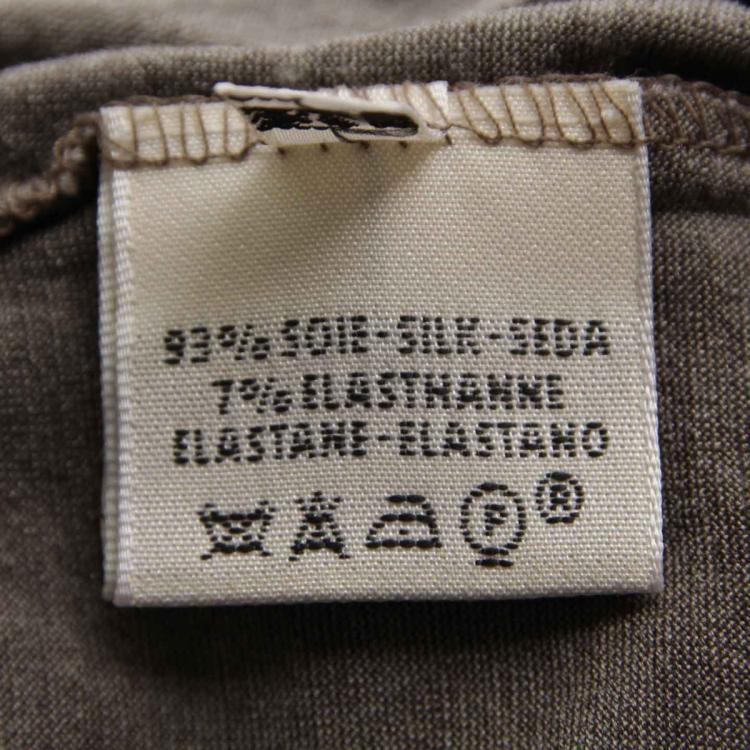 93% SOIE-SILK-SEDA
7% ELASTHANNE
ELASTANE-ELASTANO
P ®